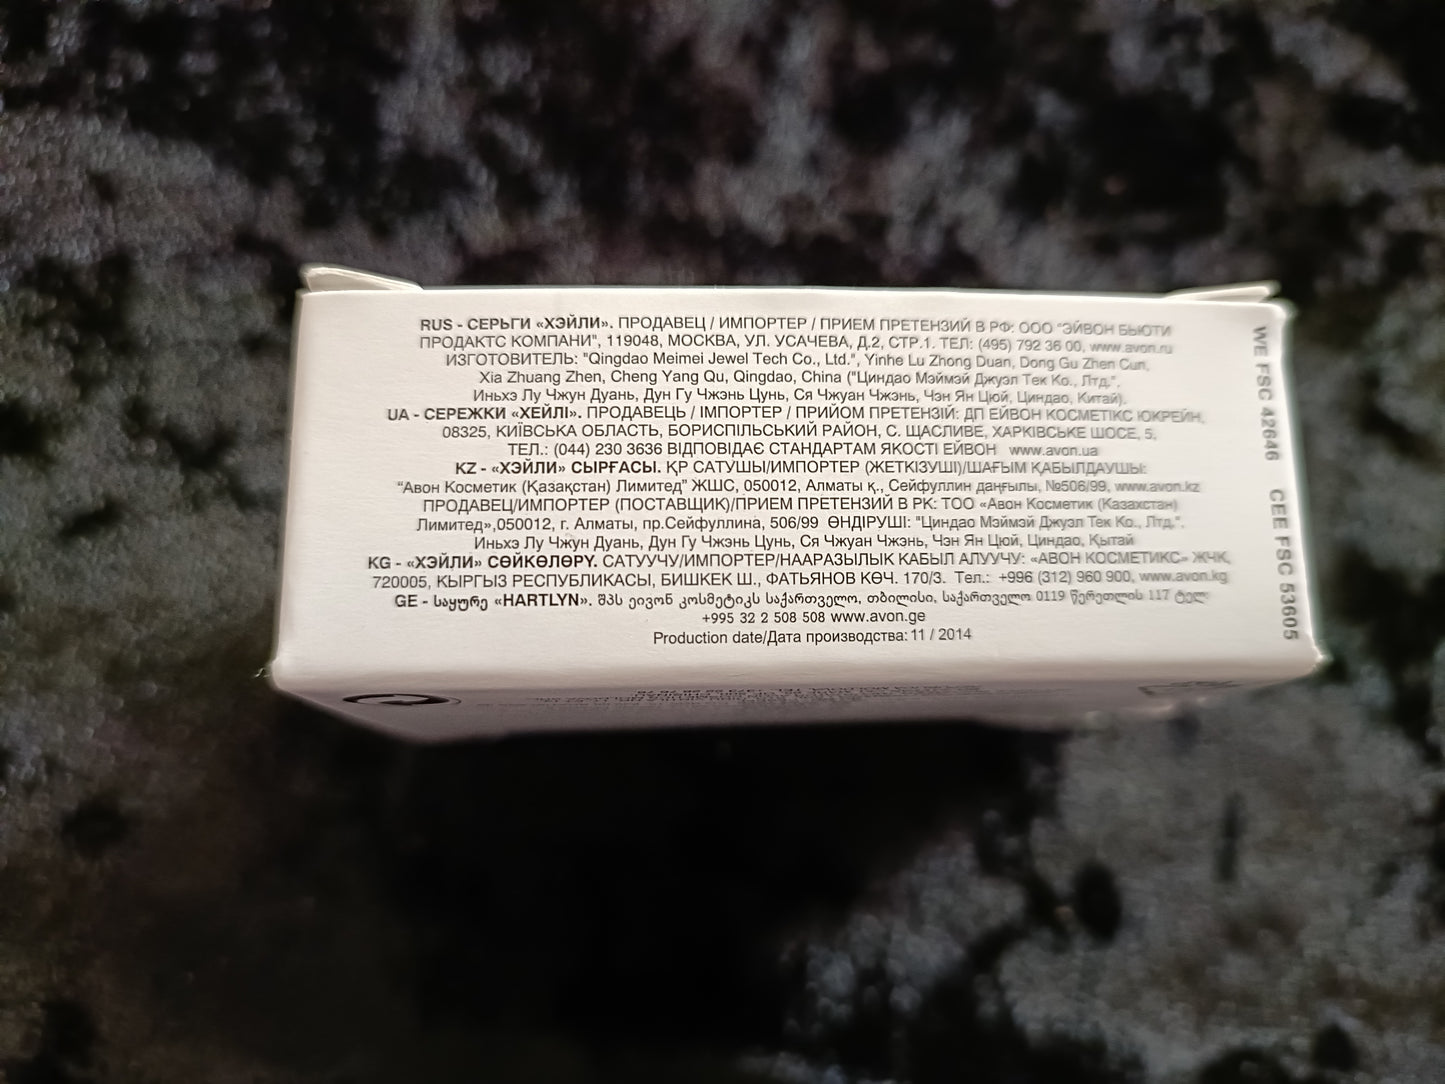 RUS - СЕРЬГИ «ХЭЙЛИ». ПРОДАВЕЦ / ИМПОРТЕР / ПРИЕМ ПРЕТЕНЗИЙ В РФ: ООО "ЭЙВОН БЬЮТИ
ПРОДАКТС КОМПАНИ", 119048, МОСКВА, УЛ. УСАЧЕВА, Д.2, СТР.1. ТЕЛ: (495) 792 36 00, www.avon.ru
ИЗГОТОВИТЕЛЬ: "Qingdao Meimei Jewel Tech Co., Ltd.", Yinhe Lu Zhong Duan, Dong Gu Zhen Cun,
Xia Zhuang Zhen, Cheng Yang Qu, Qingdao, China ("Циндао Мэймэй Джуэл Тек Ко., Лтд.",
Иньхэ Лу Чжун Дуань, Дун Гу Чжэнь Цунь, Ся Чжуан Чжэнь, Чэн Ян Цюй, Циндао, Китай).
UA - СЕРЕЖКИ «ХЕЙЛІ». ПРОДАВЕЦЬ / ІМПОРТЕР / ПРИЙОМ ПРЕТЕНЗІЙ: ДП ЕЙВОН КОСМЕТІКС ЮКРЕЙН,
08325, КИЇВСЬКА ОБЛАСТЬ, БОРИСПІЛЬСЬКИЙ РАЙОН, С. ЩАСЛИВЕ, ХАРКІВСЬКЕ ШОСЕ, 5,
ТЕЛ.: (044) 230 3636 ВІДПОВІДАЄ СТАНДАРТАМ ЯКОСТІ ЕЙВОН www.avon.ua
KZ - «ХЭЙЛИ» СЫРҒАСЫ. ҚР САТУШЫ/ИМПОРТЕР (ЖЕТКІЗУШІ)/ШАҒЫМ ҚАБЫЛДАУШЫ:
“Авон Косметик (Қазақстан) Лимитед” ЖШС, 050012, Алматы қ., Сейфуллин даңғылы, №506/99, www.avon.kz
ПРОДАВЕЦ/ИМПОРТЕР (ПОСТАВЩИК)/ПРИЕМ ПРЕТЕНЗИЙ В РК: ТОО «Авон Косметик (Казахстан)
Лимитед»,050012, г. Алматы, пр.Сейфуллина, 506/99 ӨНДІРУШІ: "Циндао Мэймэй Джуэл Тек Ко., Лтд.",
Иньхэ Лу Чжун Дуань, Дун Гу Чжэнь Цунь, Ся Чжуан Чжэнь, Чэн Ян Цюй, Циндао, Қытай
KG - «ХЭЙЛИ» СӨЙКӨЛӨРҮ. САТУУЧУ/ИМПОРТЕР/НААРАЗЫЛЫК КАБЫЛ АЛУУЧУ: «АВОН КОСМЕТИКС» ЖЧК,
720005, КЫРГЫЗ РЕСПУБЛИКАСЫ, БИШКЕК Ш., ФАТЬЯНОВ КӨЧ. 170/3. Тел.: +996 (312) 960 900, www.avon.kg
GE - საყურე «HARTLYN». შპს ეივონ კოსმეტიკს საქართველო, თბილისი, საქართველო 0119 წერეთლის 117 ტელ:
+995 32 2 508 508 www.avon.ge
Production date/Дата производства: 11 / 2014
WE FSC 42646 CEE FSC 53605